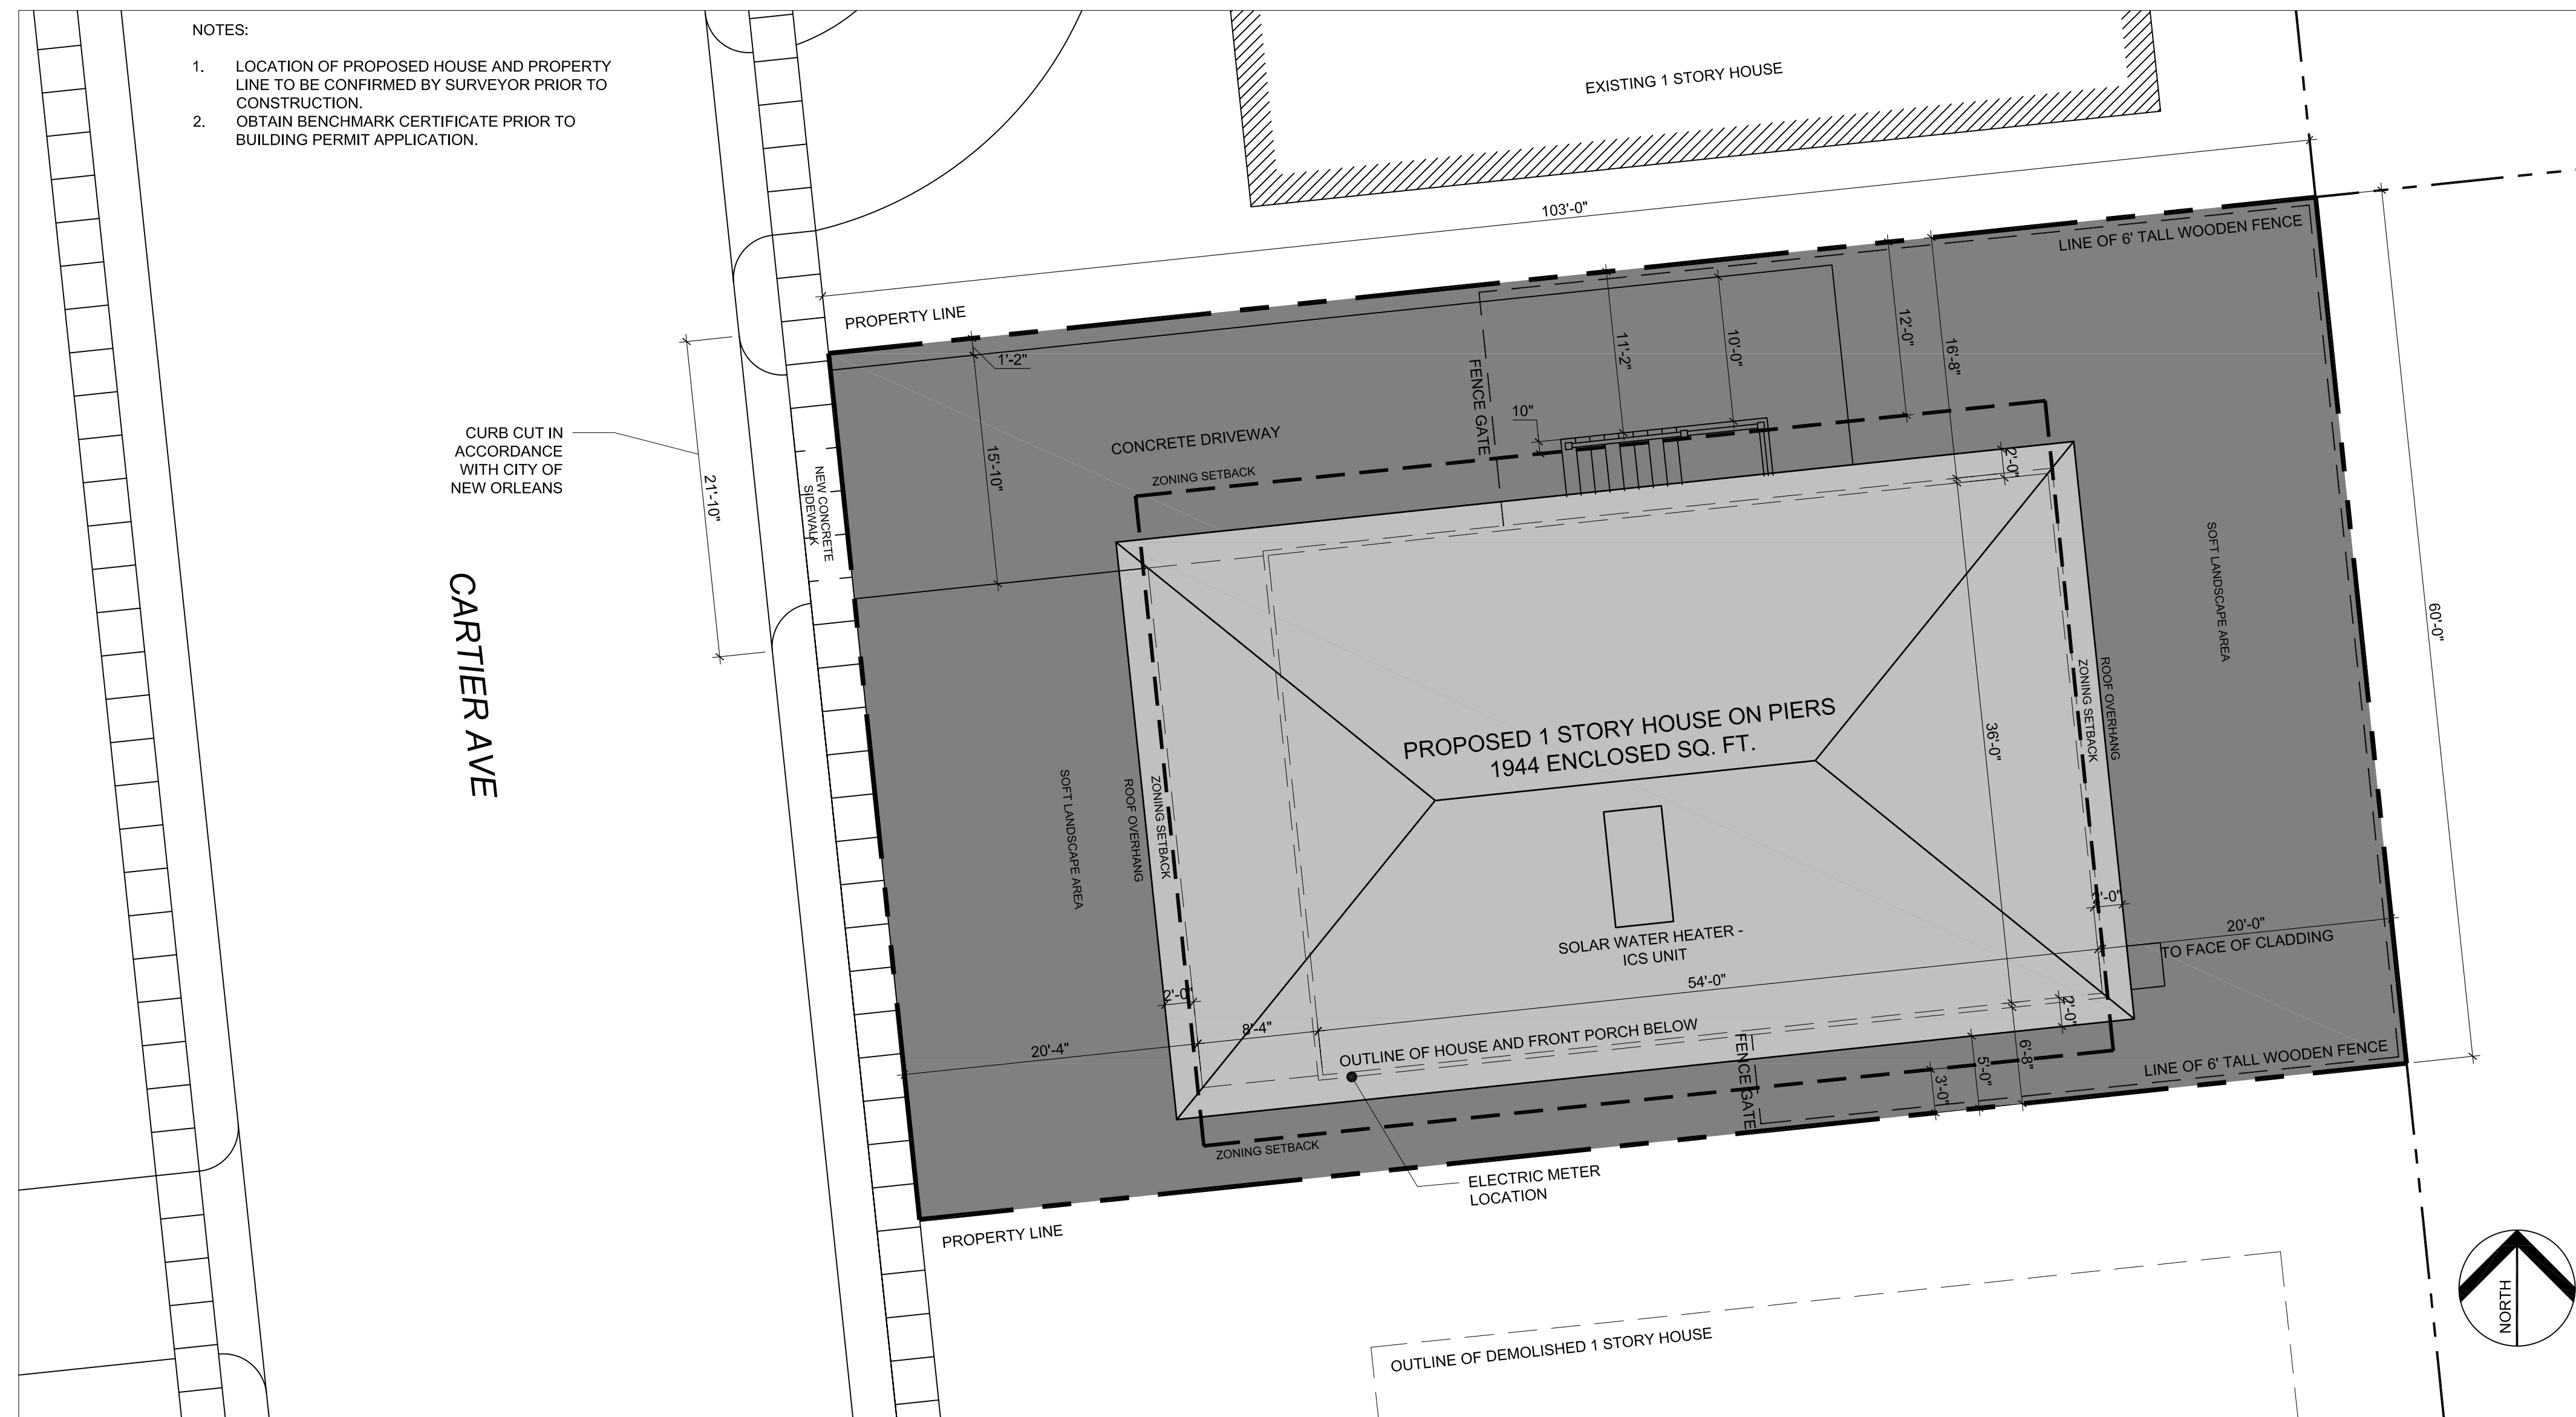 NOTES:
1. LOCATION OF PROPOSED HOUSE AND PROPERTY
LINE TO BE CONFIRMED BY SURVEYOR PRIOR TO
CONSTRUCTION.
2. OBTAIN BENCHMARK CERTIFICATE PRIOR TO
BUILDING PERMIT APPLICATION.
EXISTING 1 STORY HOUSE
103'-0"
LINE OF 6' TALL WOODEN FENCE
PROPERTY LINE
1'-2"
11'-2"
10'-0"
12'-0"
16'-8"
FENCE GATE
10"
CURB CUT IN
ACCORDANCE
WITH CITY OF
NEW ORLEANS
21'-10"
NEW CONCRETE
SIDEWALK
15'-10"
CONCRETE DRIVEWAY
ZONING SETBACK
2'-0"
SOFT LANDSCAPE AREA
60'-0"
CARTIER AVE
PROPOSED 1 STORY HOUSE ON PIERS
1944 ENCLOSED SQ. FT.
36'-0"
ZONING SETBACK
ROOF OVERHANG
SOFT LANDSCAPE AREA
ROOF OVERHANG
ZONING SETBACK
SOLAR WATER HEATER -
ICS UNIT
2'-0"
20'-0"
TO FACE OF CLADDING
54'-0"
2'-0"
8'-4"
20'-4"
OUTLINE OF HOUSE AND FRONT PORCH BELOW
2'-0"
FENCE GATE
3'-0"
5'-0"
6'-8"
LINE OF 6' TALL WOODEN FENCE
ZONING SETBACK
ELECTRIC METER
LOCATION
PROPERTY LINE
OUTLINE OF DEMOLISHED 1 STORY HOUSE
NORTH